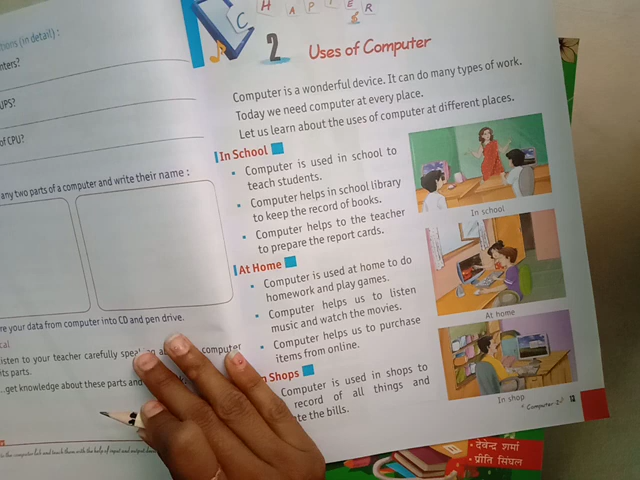 tions (in detail) :
UPS?
of CPU?
any two parts of a computer and write their name :
re your data from computer into CD and pen drive.
listen to your teacher carefully computer
its parts.
get knowledge about these parts and
CHAPTER
2
Uses of Computer
Computer is a wonderful device. It can do many types of work.
Today we need computer at every place.
Let us learn about the uses of computer at different places.
In School
• Computer is used in school to
teach students.
• Computer helps in school library
to keep the record of books.
• Computer helps to the teacher
to prepare the report cards.
In school
At Home
• Computer is used at home to do
homework and play games.
• Computer helps us to listen
music and watch the movies.
• Computer helps us to purchase
items from online.
At home
Shops
Computer is used in shops to
record of all things and
the bills.
In shop
Computer-2
• देवेन्द्र शर्मा
• प्रीति सिंघल